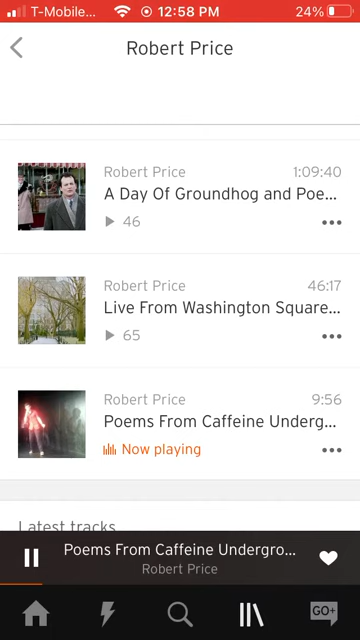 T-Mobile... 12:58 PM 24%
Robert Price
Robert Price 1:09:40
A Day Of Groundhog and Poe...
46
Robert Price 46:17
Live From Washington Square...
65
Robert Price 9:56
Poems From Caffeine Underg...
Now playing
Latest tracks
Poems From Caffeine Undergro...
Robert Price
GO+